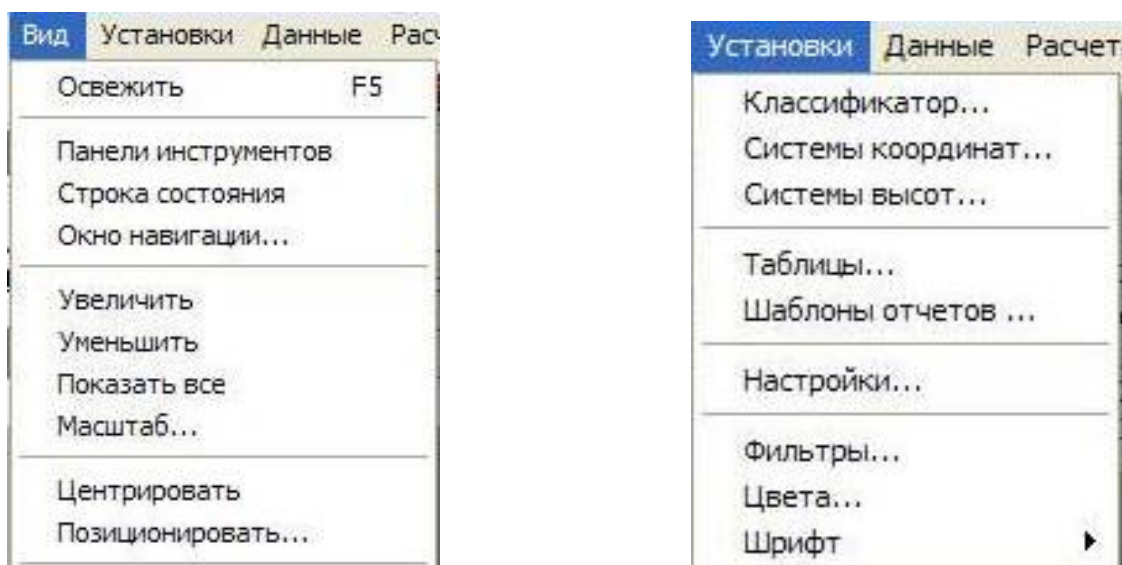 Вид Установки Данные
Освежить F5
Панели инструментов
Строка состояния
Окно навигации...
Увеличить
Уменьшить
Показать все
Масштаб...
Центрировать
Позиционировать...
Установки Данные Расчет
Классификатор...
Системы координат...
Системы высот...
Таблицы...
Шаблоны отчетов ...
Настройки...
Фильтры...
Цвета...
Шрифт